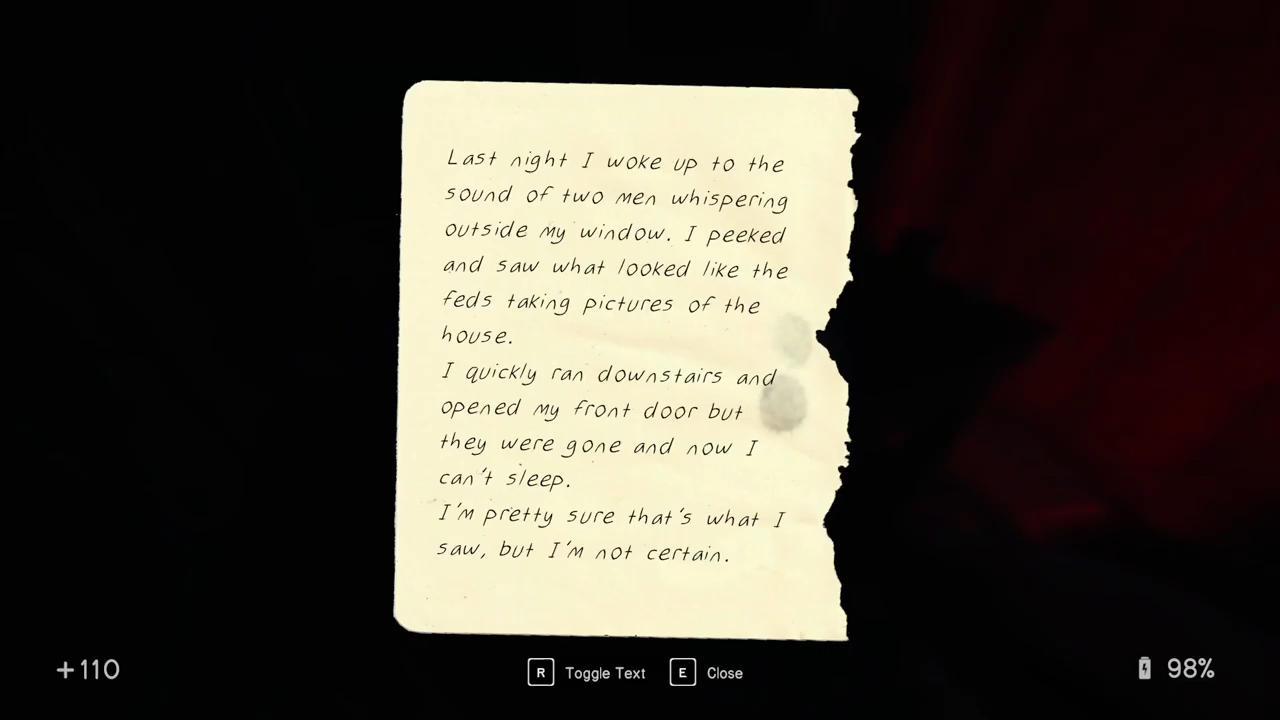 Last night I woke up to the
sound of two men whispering
outside my window. I peeked
and saw what looked like the
feds taking pictures of the
house.
I quickly ran downstairs and
opened my front door but
they were gone and now I
can't sleep.
I'm pretty sure that's what I
saw, but I'm not certain.
+110
R Toggle Text E Close
98%